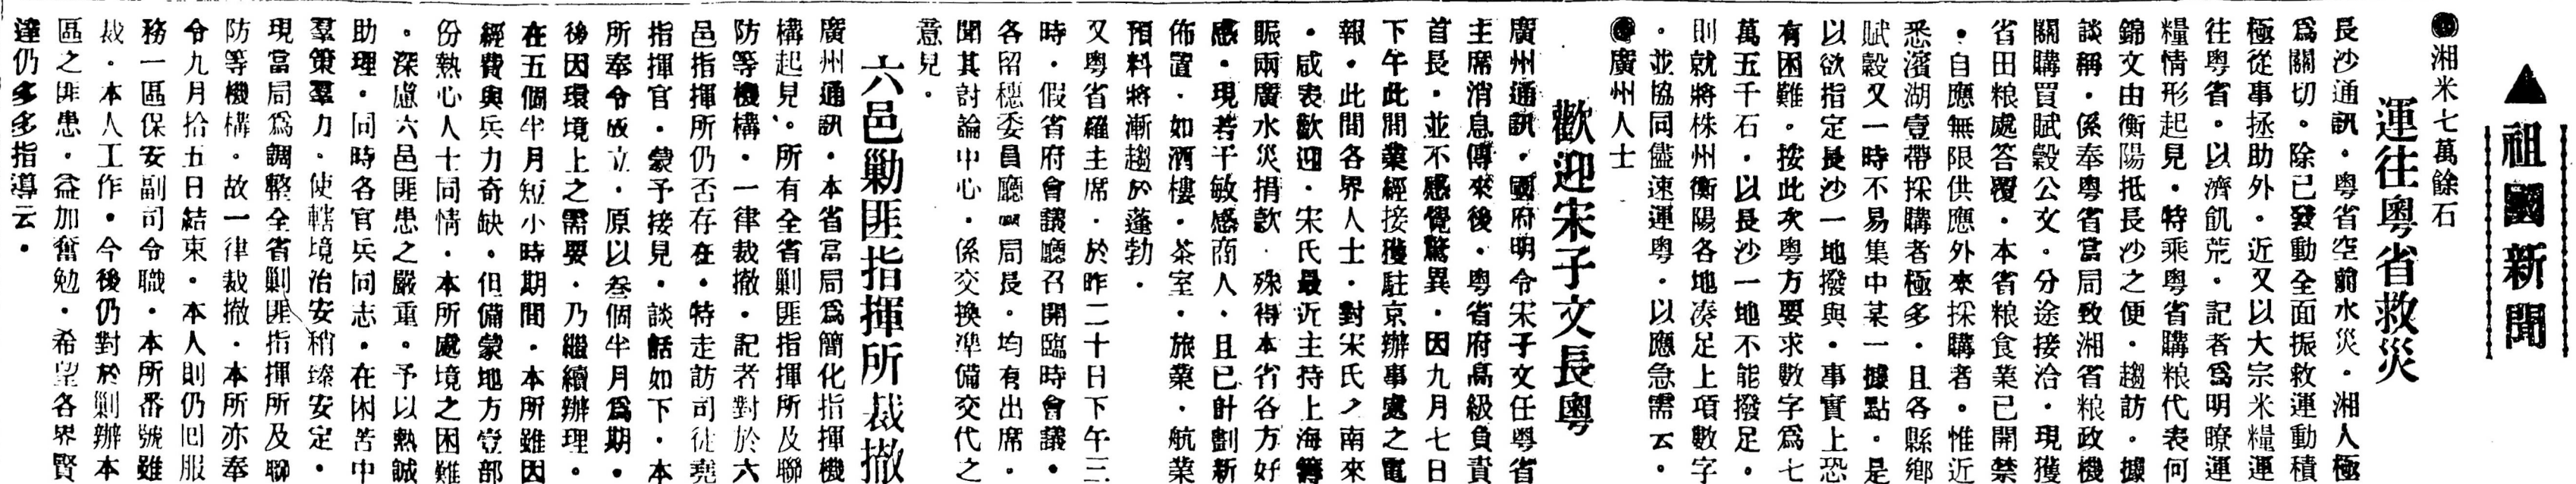 ▲祖國新聞
●湘米七萬餘石
運往粵省救災
長沙通訊・粵省空前水災・湘人極
爲關切・除已發動全面振救運動積
極從事拯助外・近又以大宗米糧運
往粵省・以濟飢荒・記者爲明瞭運
糧情形起見・特乘粵省購粮代表何
錦文由衡陽抵長沙之便・趨訪・據
談稱・係奉粵省當局致湘省粮政機
關購買賦穀公文・分途接洽・現獲
省田粮處答覆・本省粮食業已開禁
・自應無限供應外來採購者・惟近
悉濱湖壹帶採購者極多・且各縣鄉
賦穀又一時不易集中某一據點・是
以欲指定長沙一地撥與・事實上恐
有困難・按此次粵方要求數字爲七
萬五千石・以長沙一地不能撥足・
則就將株州衡陽各地凑足上項數字
・並協同儘速運粵・以應急需云・
●廣州人士
歡迎宋子文長粵
廣州通訊・國府明令宋子文任粵省
主席消息傳來後・粵省府高級負責
首長・並不感覺驚異・因九月七日
下午此間業經接獲駐京辦事處之電
報・此間各界人士・對宋氏之南來
・咸表歡迎・宋氏最近主持上海籌
賑兩廣水災捐款・殊得本省各方好
感・現若干敏感商人・且已計劃新
佈置・如酒樓・茶室・旅業・航業
預料將漸趨於蓬勃・
又粵省羅主席・於昨二十日下午三
時・假省府會議廳召開臨時會議・
各留穗委員廳局長・均有出席・
聞其討論中心・係交換準備交代之
意見・
六邑剿匪指揮所裁撤
廣州通訊・本省當局爲簡化指揮機
構起見・所有全省剿匪指揮所及聯
防等機構・一律裁撤・記者對於六
邑指揮所仍否存在・特走訪司徒堯
指揮官・蒙予接見・談話如下・本
所奉令成立・原以叁個半月爲期・
後因環境上之需要・乃繼續辦理・
在五個半月短小時期間・本所雖因
經費與兵力奇缺・但備蒙地方壹部
份熱心人士同情・本所處境之困難
・深慮六邑匪患之嚴重・予以熱誠
助理・同時各官兵同志・在困苦中
羣策羣力・使轄境治安稍臻安定・
現當局爲調整全省剿匪指揮所及聯
防等機構・故一律裁撤・本所亦奉
令九月拾五日結束・本人則仍回服
務一區保安副司令職・本所番號雖
裁・本人工作・今後仍對於剿辦本
區之匪患・益加奮勉・希望各界賢
達仍多多指導云・